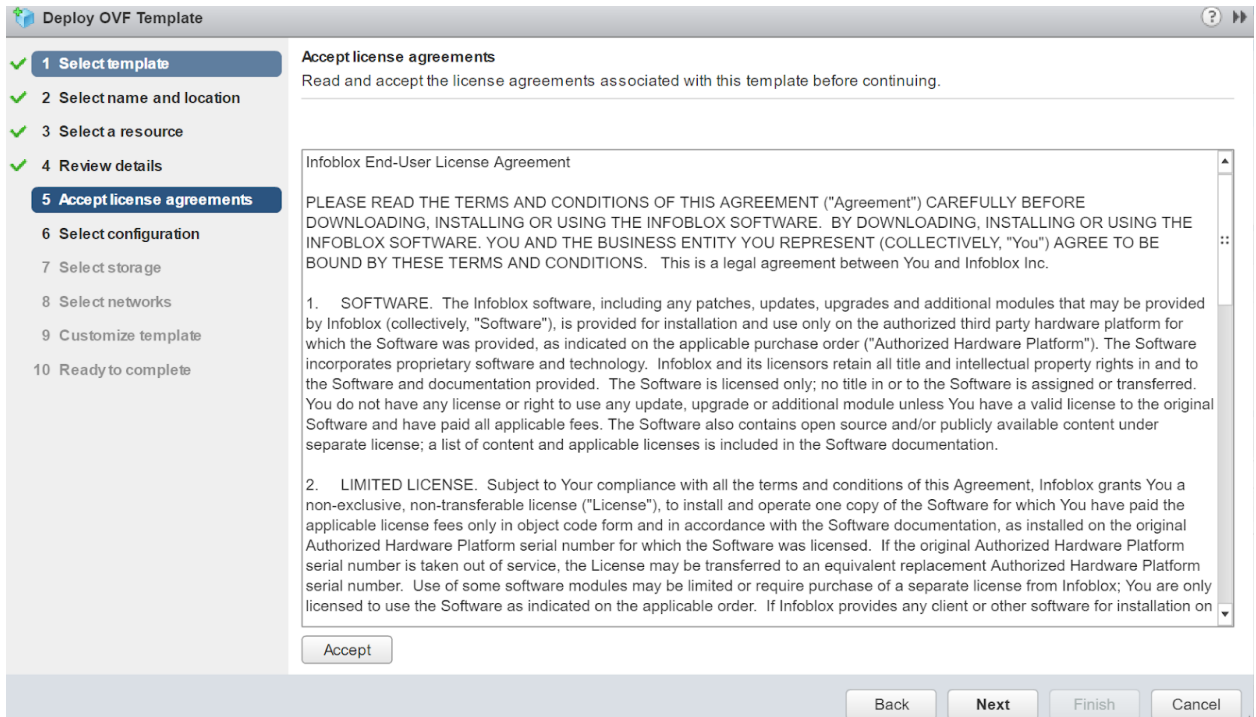 Deploy OVF Template
?
1 Select template
2 Select name and location
3 Select a resource
4 Review details
5 Accept license agreements
6 Select configuration
7 Select storage
8 Select networks
9 Customize template
10 Ready to complete
Accept license agreements
Read and accept the license agreements associated with this template before continuing.
Infoblox End-User License Agreement
PLEASE READ THE TERMS AND CONDITIONS OF THIS AGREEMENT ("Agreement") CAREFULLY BEFORE
DOWNLOADING, INSTALLING OR USING THE INFOBLOX SOFTWARE.  BY DOWNLOADING, INSTALLING OR USING THE
INFOBLOX SOFTWARE. YOU AND THE BUSINESS ENTITY YOU REPRESENT (COLLECTIVELY, "You") AGREE TO BE
BOUND BY THESE TERMS AND CONDITIONS.   This is a legal agreement between You and Infoblox Inc.
1.    SOFTWARE.  The Infoblox software, including any patches, updates, upgrades and additional modules that may be provided
by Infoblox (collectively, "Software"), is provided for installation and use only on the authorized third party hardware platform for
which the Software was provided, as indicated on the applicable purchase order ("Authorized Hardware Platform"). The Software
incorporates proprietary software and technology.  Infoblox and its licensors retain all title and intellectual property rights in and to
the Software and documentation provided.  The Software is licensed only; no title in or to the Software is assigned or transferred.
You do not have any license or right to use any update, upgrade or additional module unless You have a valid license to the original
Software and have paid all applicable fees. The Software also contains open source and/or publicly available content under
separate license; a list of content and applicable licenses is included in the Software documentation.
2.    LIMITED LICENSE.  Subject to Your compliance with all the terms and conditions of this Agreement, Infoblox grants You a
non-exclusive, non-transferable license ("License"), to install and operate one copy of the Software for which You have paid the
applicable license fees only in object code form and in accordance with the Software documentation, as installed on the original
Authorized Hardware Platform serial number for which the Software was licensed.  If the original Authorized Hardware Platform
serial number is taken out of service, the License may be transferred to an equivalent replacement Authorized Hardware Platform
serial number.  Use of some software modules may be limited or require purchase of a separate license from Infoblox; You are only
licensed to use the Software as indicated on the applicable order.  If Infoblox provides any client or other software for installation on
Accept
Back
Next
Finish
Cancel